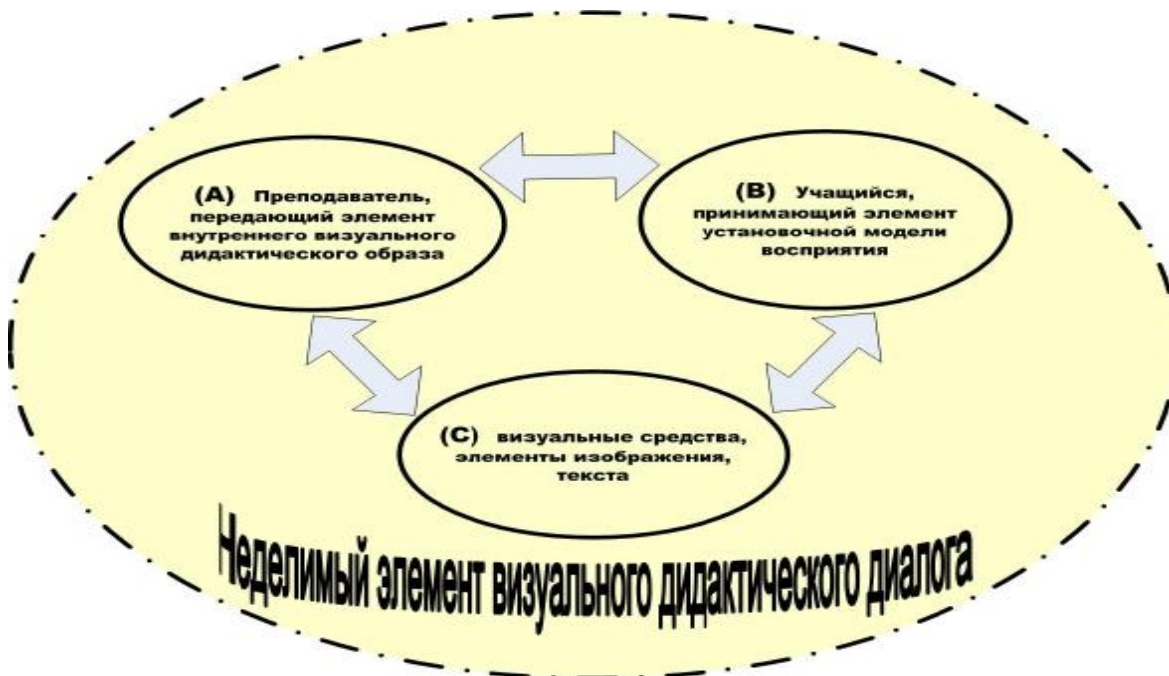 (A) Преподаватель,
передающий элемент
внутреннего визуального
дидактического образа
(B) Учащийся,
принимающий элемент
установочной модели
восприятия
(C) визуальные средства,
элементы изображения,
текста
Неделимый элемент визуального дидактического диалога